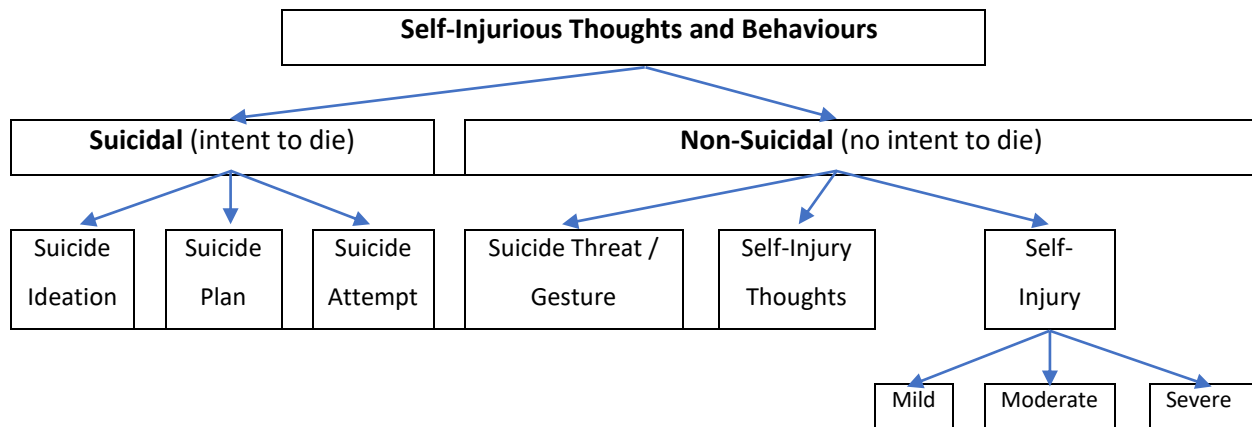 Self-Injurious Thoughts and Behaviours
Suicidal (intent to die)
Non-Suicidal (no intent to die)
Suicide
Ideation
Suicide
Plan
Suicide
Attempt
Suicide Threat /
Gesture
Self-Injury
Thoughts
Self-
Injury
Mild
Moderate
Severe